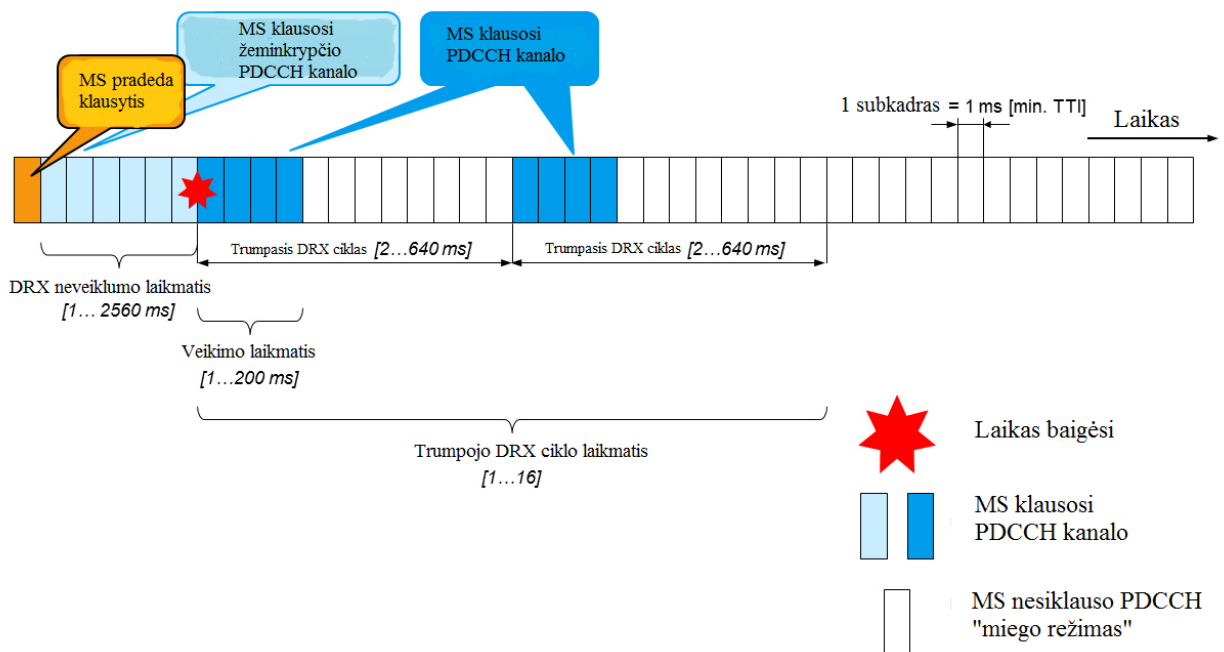 MS klausosi
žeminkrypčio
PDCCH kanalo
MS klausosi
PDCCH kanalo
MS pradeda
klausytis
1 subkadras = 1 ms [min. TTI]
Laikas
Trumpasis DRX ciklas [2…640 ms]
Trumpasis DRX ciklas [2…640 ms]
DRX neveiklumo laikmatis
[1… 2560 ms]
Veikimo laikmatis
[1…200 ms]
Trumpojo DRX ciklo laikmatis
[1…16]
Laikas baigėsi
MS klausosi
PDCCH kanalo
MS nesiklauso PDCCH
"miego režimas"